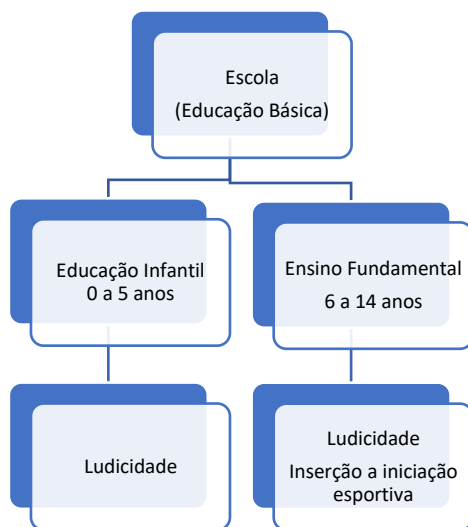 Escola
(Educação Básica)
Educação Infantil
0 a 5 anos
Ensino Fundamental
6 a 14 anos
Ludicidade
Ludicidade
Inserção a iniciação
esportiva